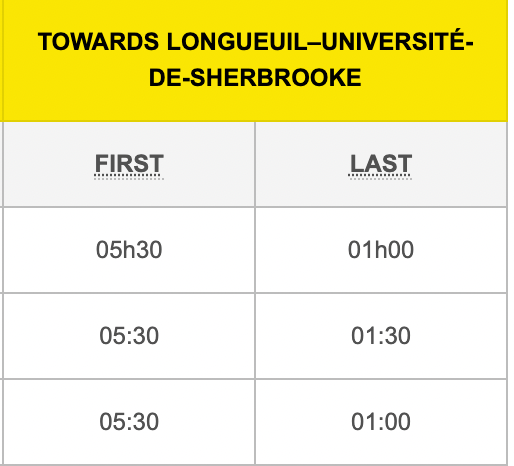 TOWARDS LONGUEUIL–UNIVERSITÉ-
DE-SHERBROOKE
FIRST LAST
05h30 01h00
05:30 01:30
05:30 01:00